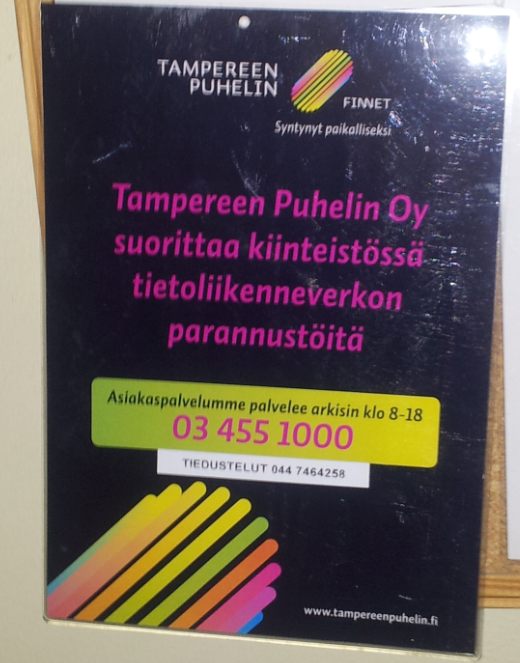 TAMPEREEN
PUHELIN
FINNET
Syntynyt paikalliseksi
Tampereen Puhelin Oy
suorittaa kiinteistössä
tietoliikenneverkon
parannustöitä
Asiakaspalvelumme palvelee arkisin klo 8-18
03 455 1000
TIEDUSTELUT 044 7464258
www.tampereenpuhelin.fi